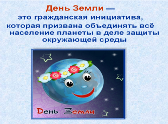 День Земли —
это гражданская инициатива,
которая призвана объединять всё
население планеты в деле защиты
окружающей среды
День Земли